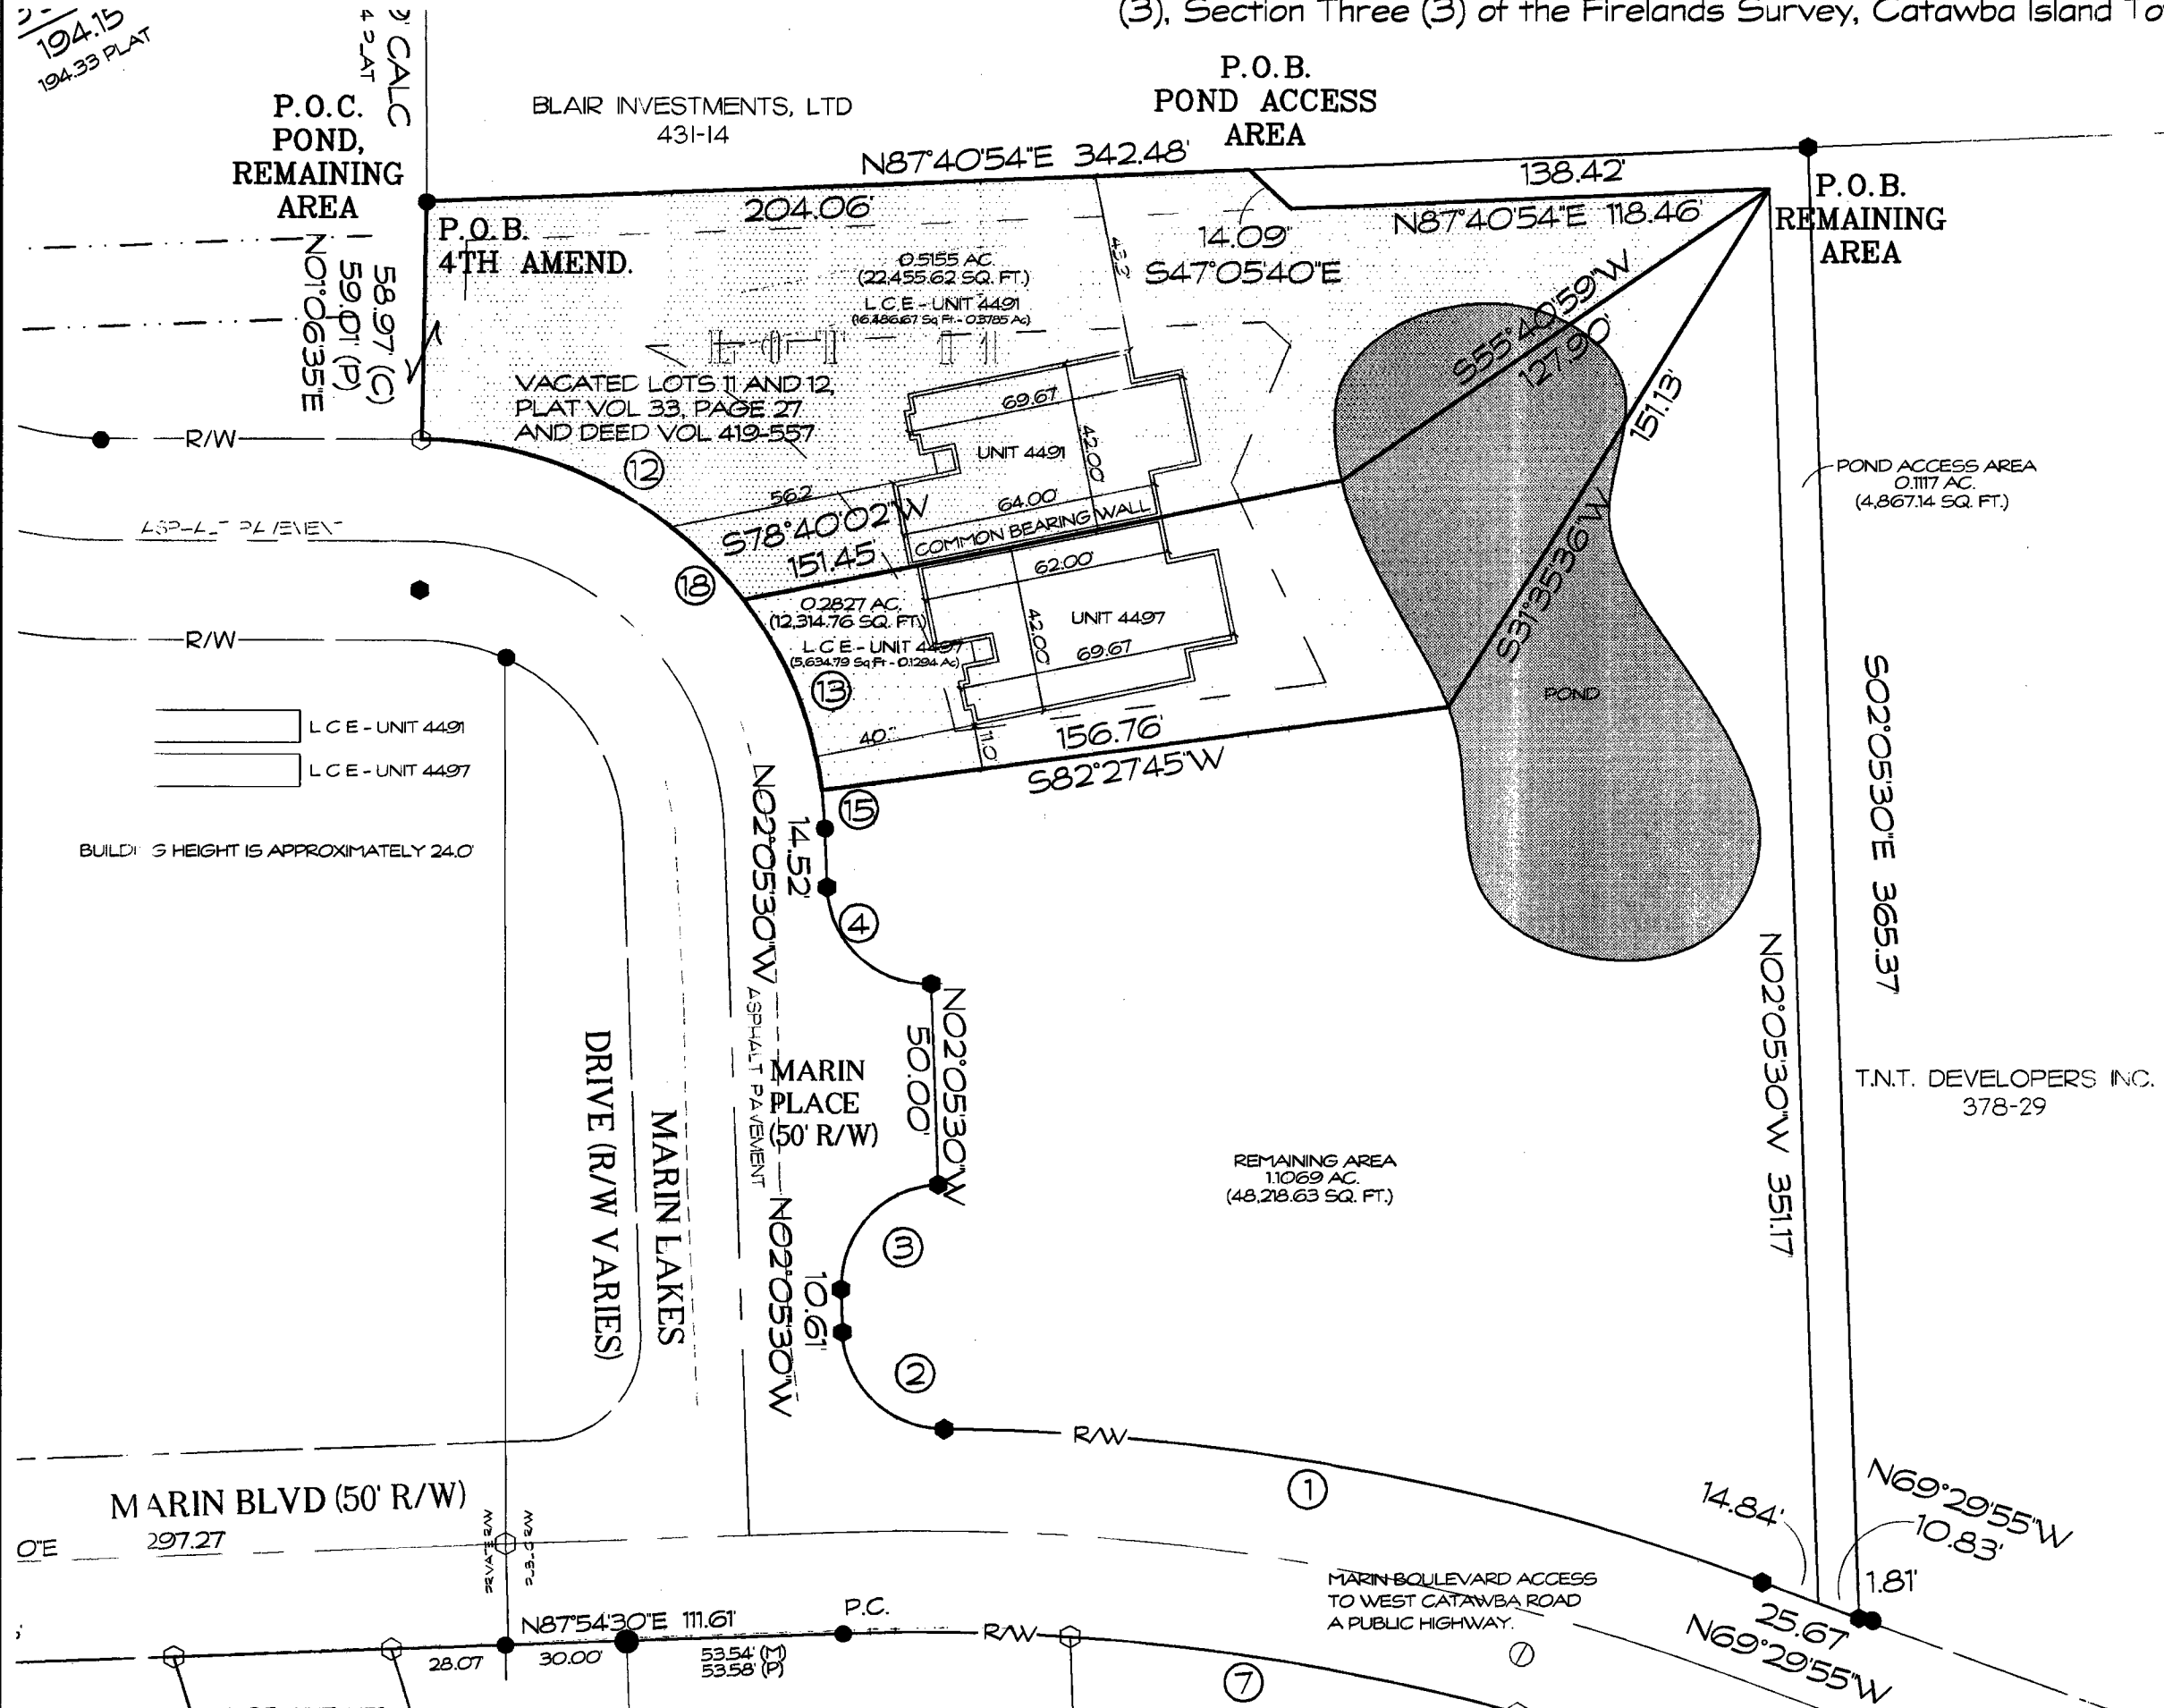 194.15
194.33 PLAT
CALC
(3), Section Three (3) of the Firelands Survey, Catawba Island
P.O.C.
POND,
REMAINING
AREA
BLAIR INVESTMENTS, LTD
431-14
P.O.B.
POND ACCESS
AREA
N87°40'54"E 342.48'
204.06'
138.42'
N87°40'54"E 118.46'
14.09'
S47°05'40"E
P.O.B.
REMAINING
AREA
P.O.B.
4TH AMEND.
N01°06'35"E
59.01' (P)
58.97' (C)
0.5155 AC.
(22,455.62 SQ. FT.)
L C E - UNIT 4491
(16,486.67 Sq Ft - 0.3785 Ac)
LOT 11
VACATED LOTS 11 AND 12,
PLAT VOL 33, PAGE 27
AND DEED VOL 419-557
S55°40'59"W
127.90'
151.13'
S31°35'36"W
69.67
UNIT 4491
42.00'
64.00'
COMMON BEARING WALL
56.2
S78°40'02"W
151.45'
62.00'
UNIT 4497
42.00'
69.67
0.2827 AC.
(12,314.76 SQ. FT.)
L C E - UNIT 4497
(5,634.79 Sq Ft - 0.1294 Ac)
40.'
11.0'
156.76'
S82°27'45"W
POND
POND ACCESS AREA
0.1117 AC.
(4,867.14 SQ. FT.)
R/W
ASPHALT PAVEMENT
R/W
12
18
13
15
4
3
2
1
7
L C E - UNIT 4491
L C E - UNIT 4497
HEIGHT IS APPROXIMATELY 24.0'
N02°05'30"W
14.52'
N02°05'30"W
50.00'
ASPHALT PAVEMENT
MARIN
PLACE
(50' R/W)
MARIN LAKES
DRIVE (R/W VARIES)
N02°05'30"W
10.61'
S02°05'30"E 365.37
N02°05'30"W 351.17
T.N.T. DEVELOPERS INC.
378-29
REMAINING AREA
1.1069 AC.
(48,218.63 SQ. FT.)
R/W
MARIN BLVD (50' R/W)
297.27
0"E
PRIVATE R/W
14.84'
N69°29'55"W
10.83'
1.81'
25.67
N69°29'55"W
MARIN BOULEVARD ACCESS
TO WEST CATAWBA ROAD
A PUBLIC HIGHWAY.
N87°54'30"E 111.61'
P.C.
R/W
28.07
30.00'
53.54' (M)
53.58' (P)